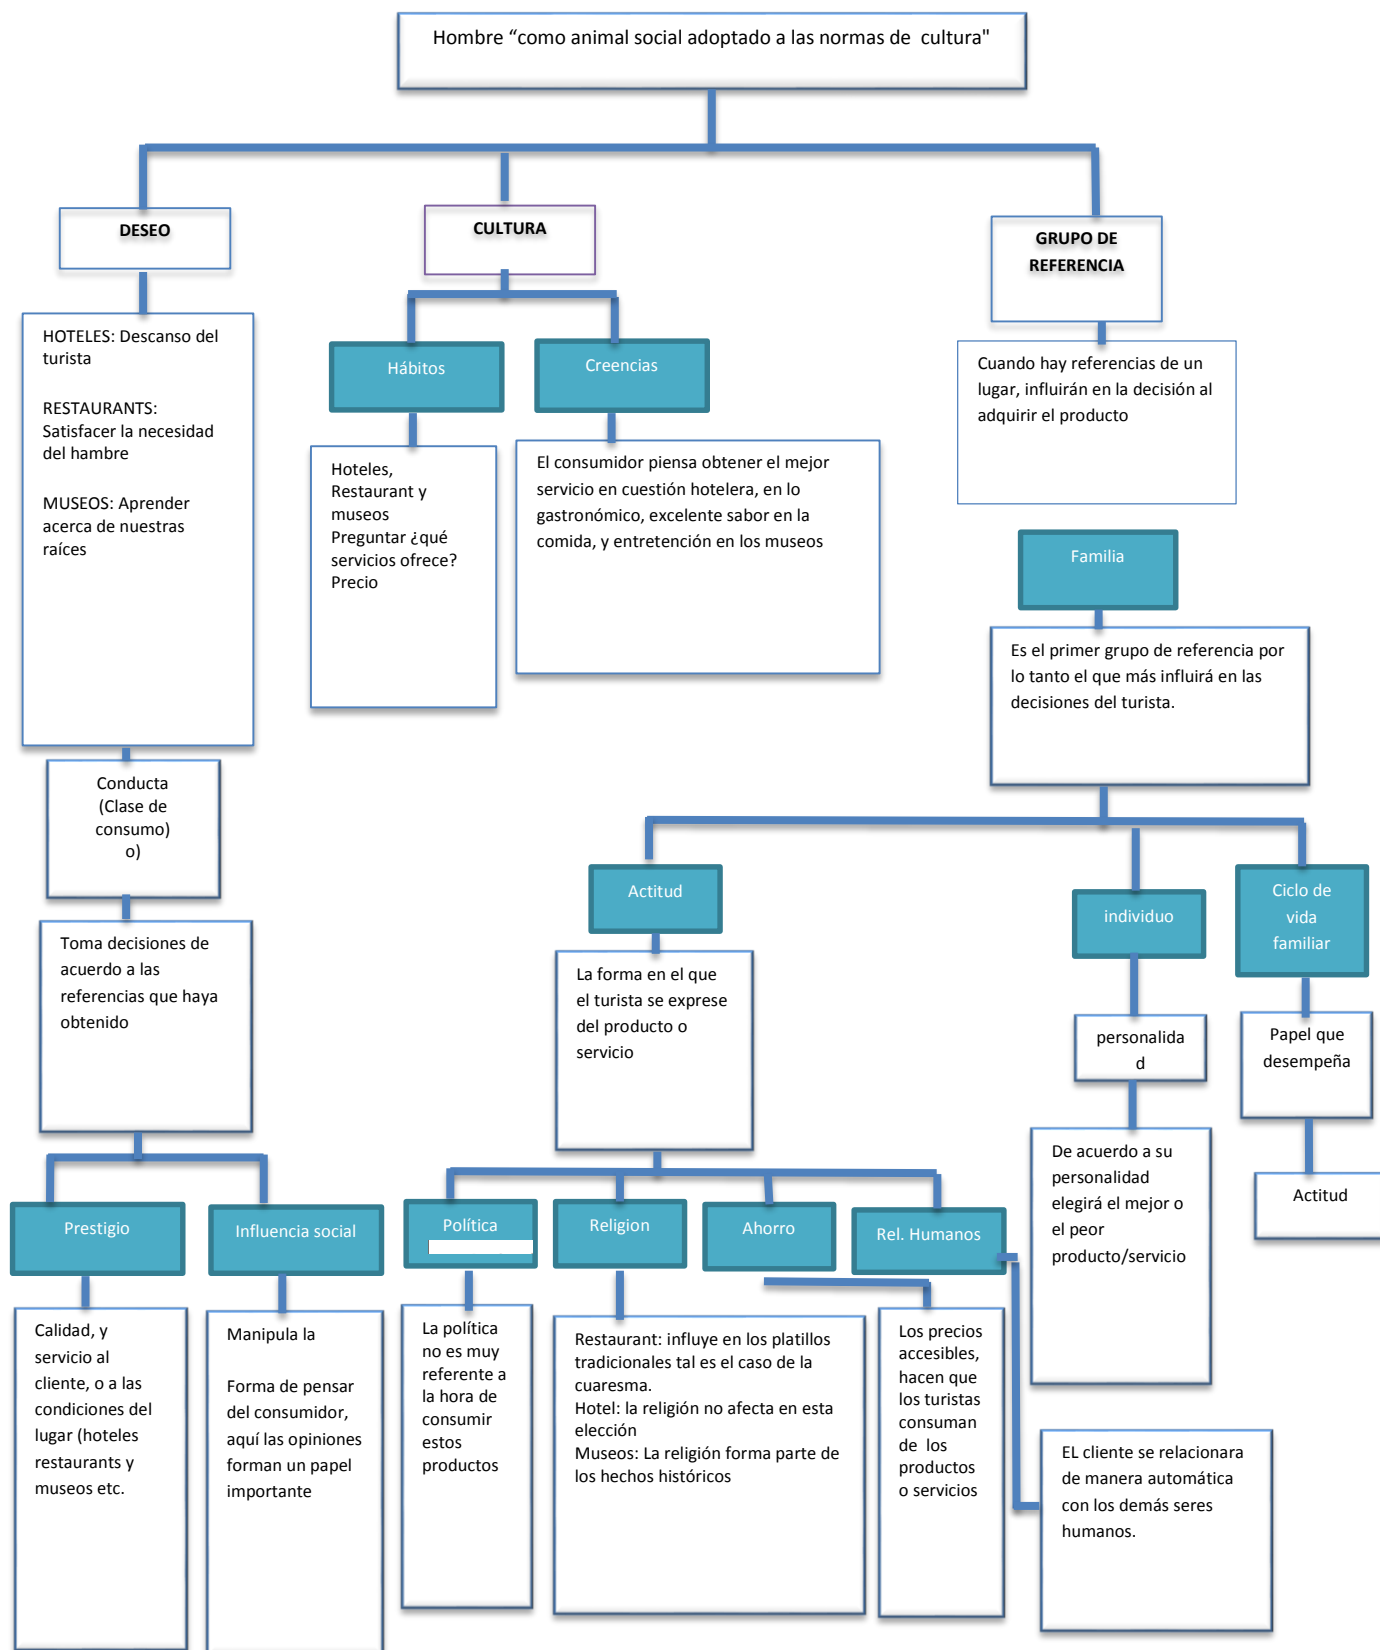 Hombre “como animal social adoptado a las normas de  cultura"
DESEO
CULTURA
GRUPO DE
REFERENCIA
HOTELES: Descanso del
turista
RESTAURANTS:
Satisfacer la necesidad
del hambre
MUSEOS: Aprender
acerca de nuestras
raíces
Hábitos
Creencias
Cuando hay referencias de un
lugar, influirán en la decisión al
adquirir el producto
Hoteles,
Restaurant y
museos
Preguntar ¿qué
servicios ofrece?
Precio
El consumidor piensa obtener el mejor
servicio en cuestión hotelera, en lo
gastronómico, excelente sabor en la
comida, y entretención en los museos
Familia
Es el primer grupo de referencia por
lo tanto el que más influirá en las
decisiones del turista.
Conducta
(Clase de
consumo)
o)
Actitud
individuo
Ciclo de
vida
familiar
Toma decisiones de
acuerdo a las
referencias que haya
obtenido
La forma en el que
el turista se exprese
del producto o
servicio
personalida
d
Papel que
desempeña
De acuerdo a su
personalidad
elegirá el mejor o
el peor
producto/servicio
Actitud
Prestigio
Influencia social
Política
Religion
Ahorro
Rel. Humanos
Calidad, y
servicio al
cliente, o a las
condiciones del
lugar (hoteles
restaurants y
museos etc.
Manipula la
Forma de pensar
del consumidor,
aquí las opiniones
forman un papel
importante
La política
no es muy
referente a
la hora de
consumir
estos
productos
Restaurant: influye en los platillos
tradicionales tal es el caso de la
cuaresma.
Hotel: la religión no afecta en esta
elección
Museos: La religión forma parte de
los hechos históricos
Los precios
accesibles,
hacen que
los turistas
consuman
de  los
productos
o servicios
EL cliente se relacionara
de manera automática
con los demás seres
humanos.